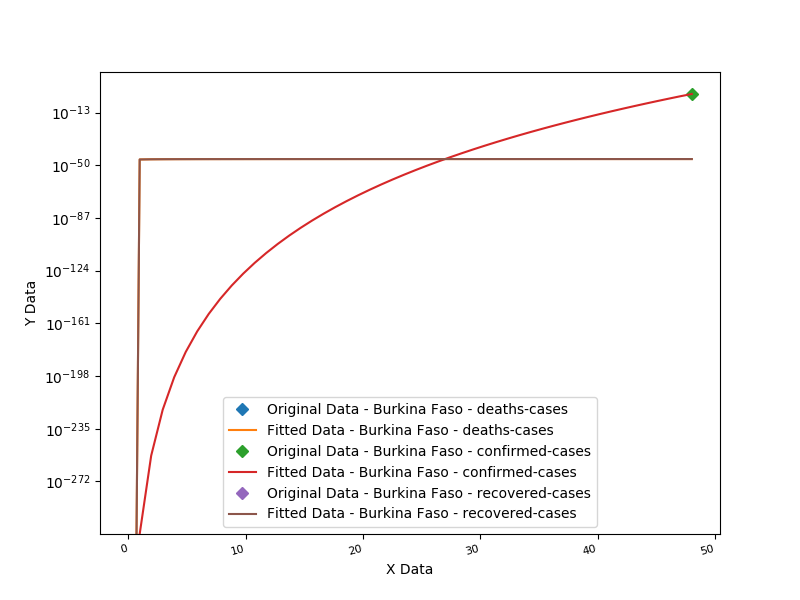 10⁻¹³
10⁻⁵⁰
10⁻⁸⁷
10⁻¹²⁴
10⁻¹⁶¹
10⁻¹⁹⁸
10⁻²³⁵
10⁻²⁷²
Y Data
Original Data - Burkina Faso - deaths-cases
Fitted Data - Burkina Faso - deaths-cases
Original Data - Burkina Faso - confirmed-cases
Fitted Data - Burkina Faso - confirmed-cases
Original Data - Burkina Faso - recovered-cases
Fitted Data - Burkina Faso - recovered-cases
0 10 20 30 40 50
X Data